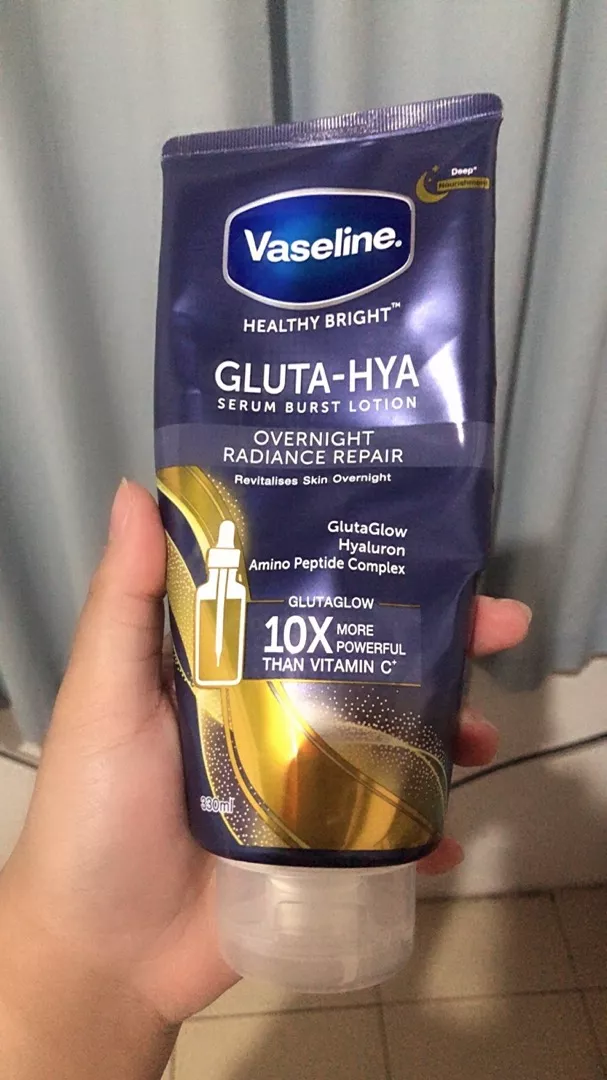 Deep*
Nourishment
Vaseline.
HEALTHY BRIGHT™
GLUTA-HYA
SERUM BURST LOTION
OVERNIGHT
RADIANCE REPAIR
Revitalises Skin Overnight
GlutaGlow
Hyaluron
Amino Peptide Complex
GLUTAGLOW
10X MORE
POWERFUL
THAN VITAMIN C⁺
330ml